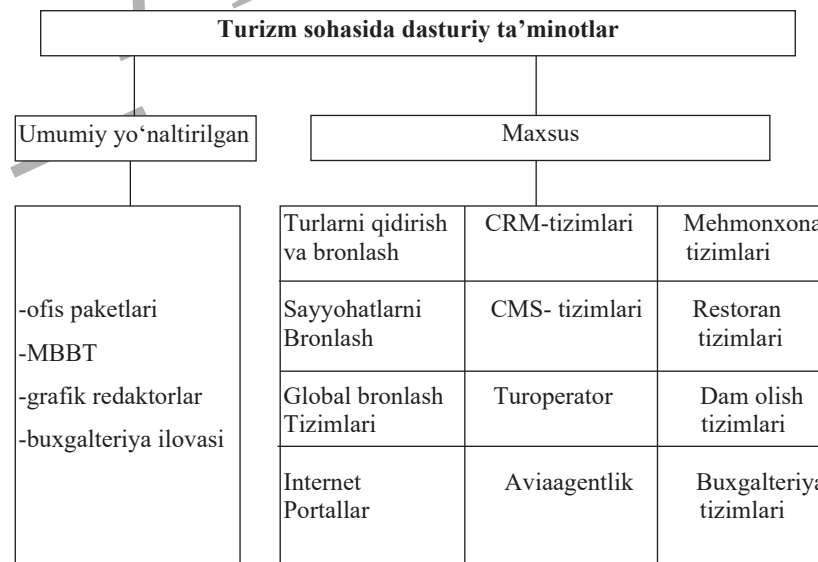 Turizm sohasida dasturiy ta’minotlar
Umumiy yo‘naltirilgan
Maxsus
-ofis paketlari
-MBBT
-grafik redaktorlar
-buxgalteriya ilovasi
Turlarni qidirish
va bronlash
CRM-tizimlari
Mehmonxona
tizimlari
Sayyohatlarni
Bronlash
CMS- tizimlari
Restoran
tizimlari
Global bronlash
Tizimlari
Turoperator
Dam olish
tizimlari
Internet
Portallar
Aviaagentlik
Buxgalteriya
tizimlari